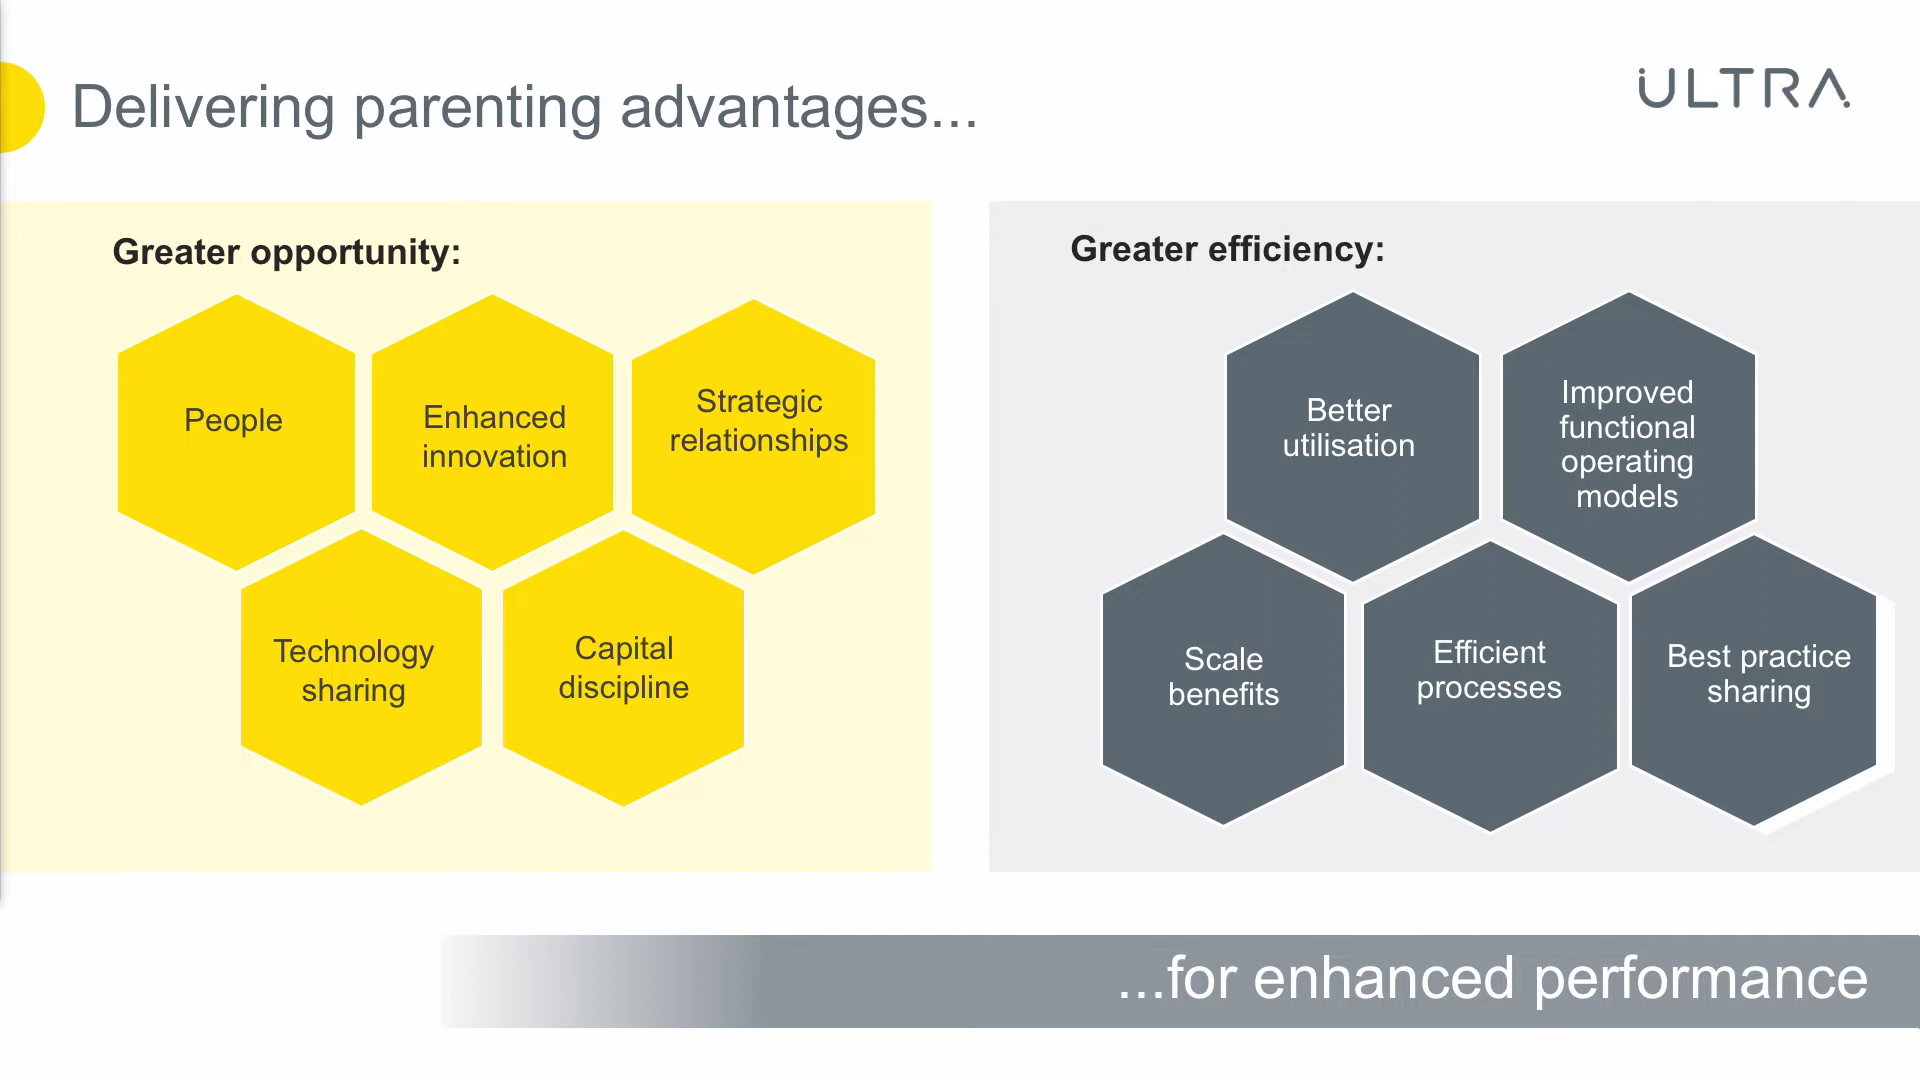 Delivering parenting advantages...
ULTRA
Greater opportunity:
People
Enhanced
innovation
Strategic
relationships
Technology
sharing
Capital
discipline
Greater efficiency:
Better
utilisation
Improved
functional
operating
models
Scale
benefits
Efficient
processes
Best practice
sharing
...for enhanced performance